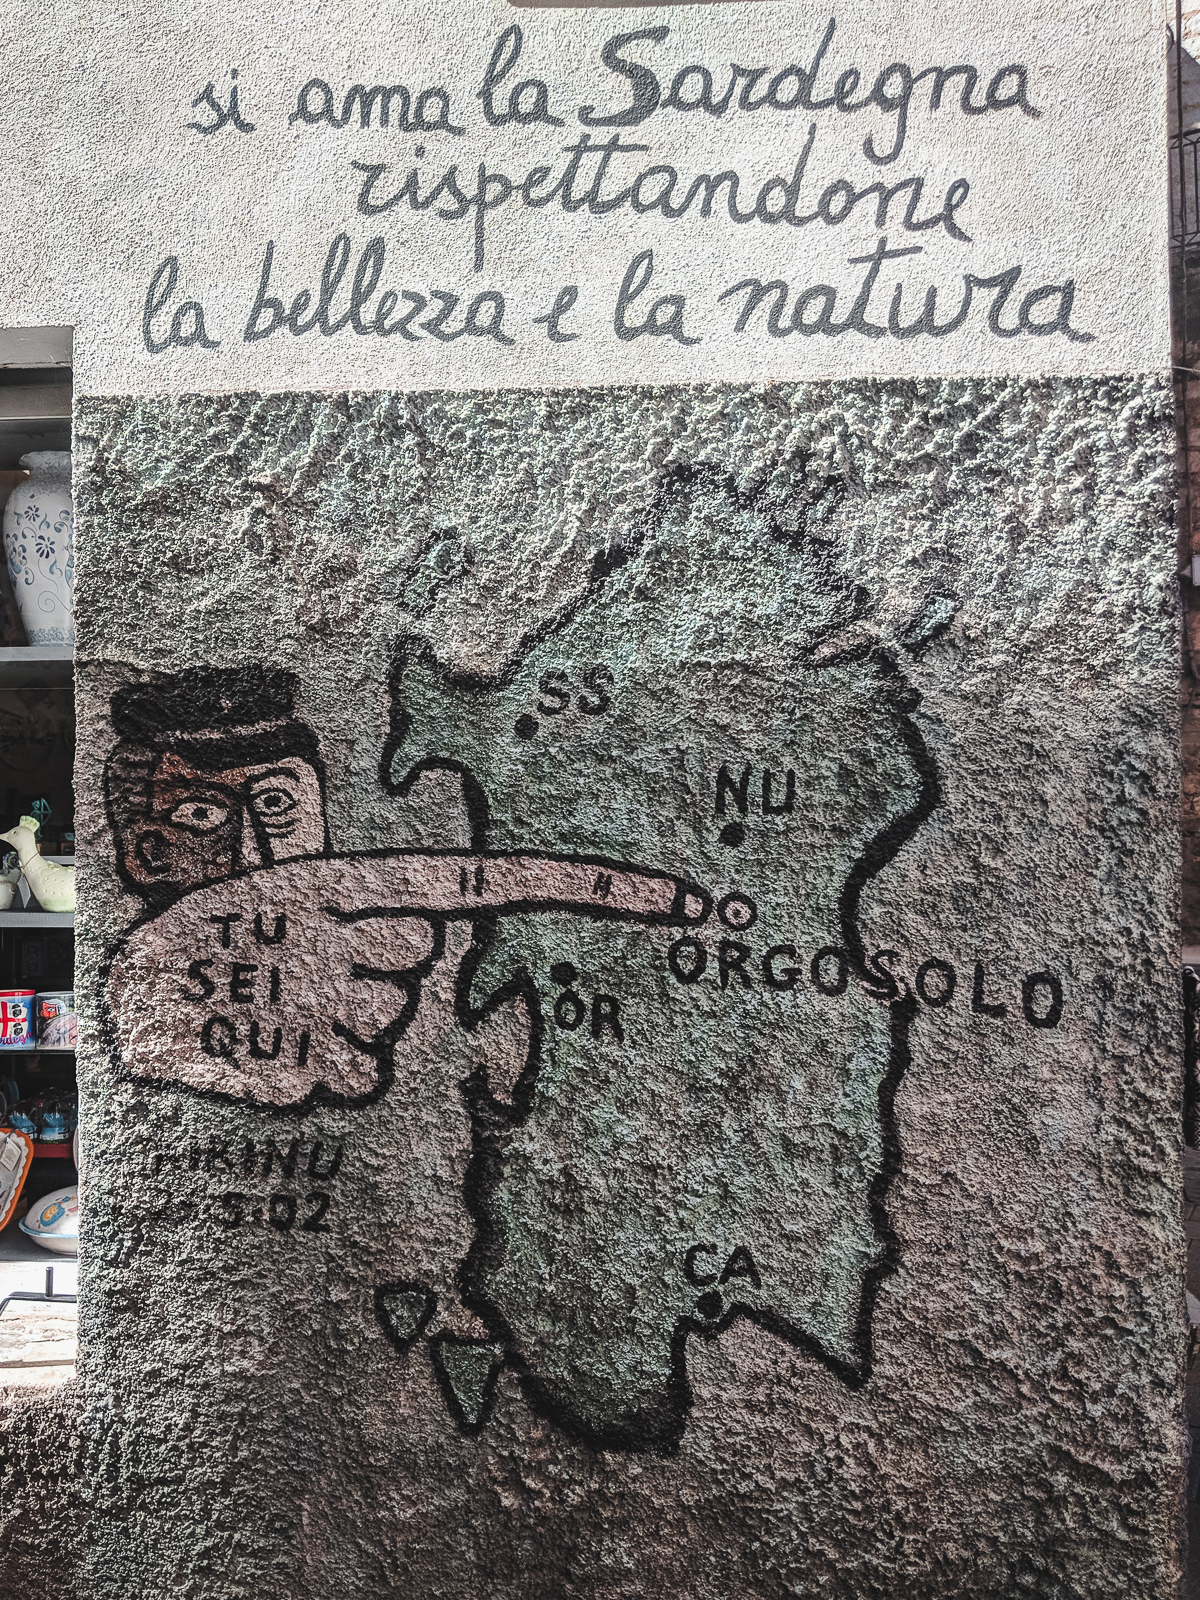 si ama la Sardegna
rispettandone
la bellezza e la natura
SS
NU
ORGOSOLO
TU
SEI
QUI
OR
CA